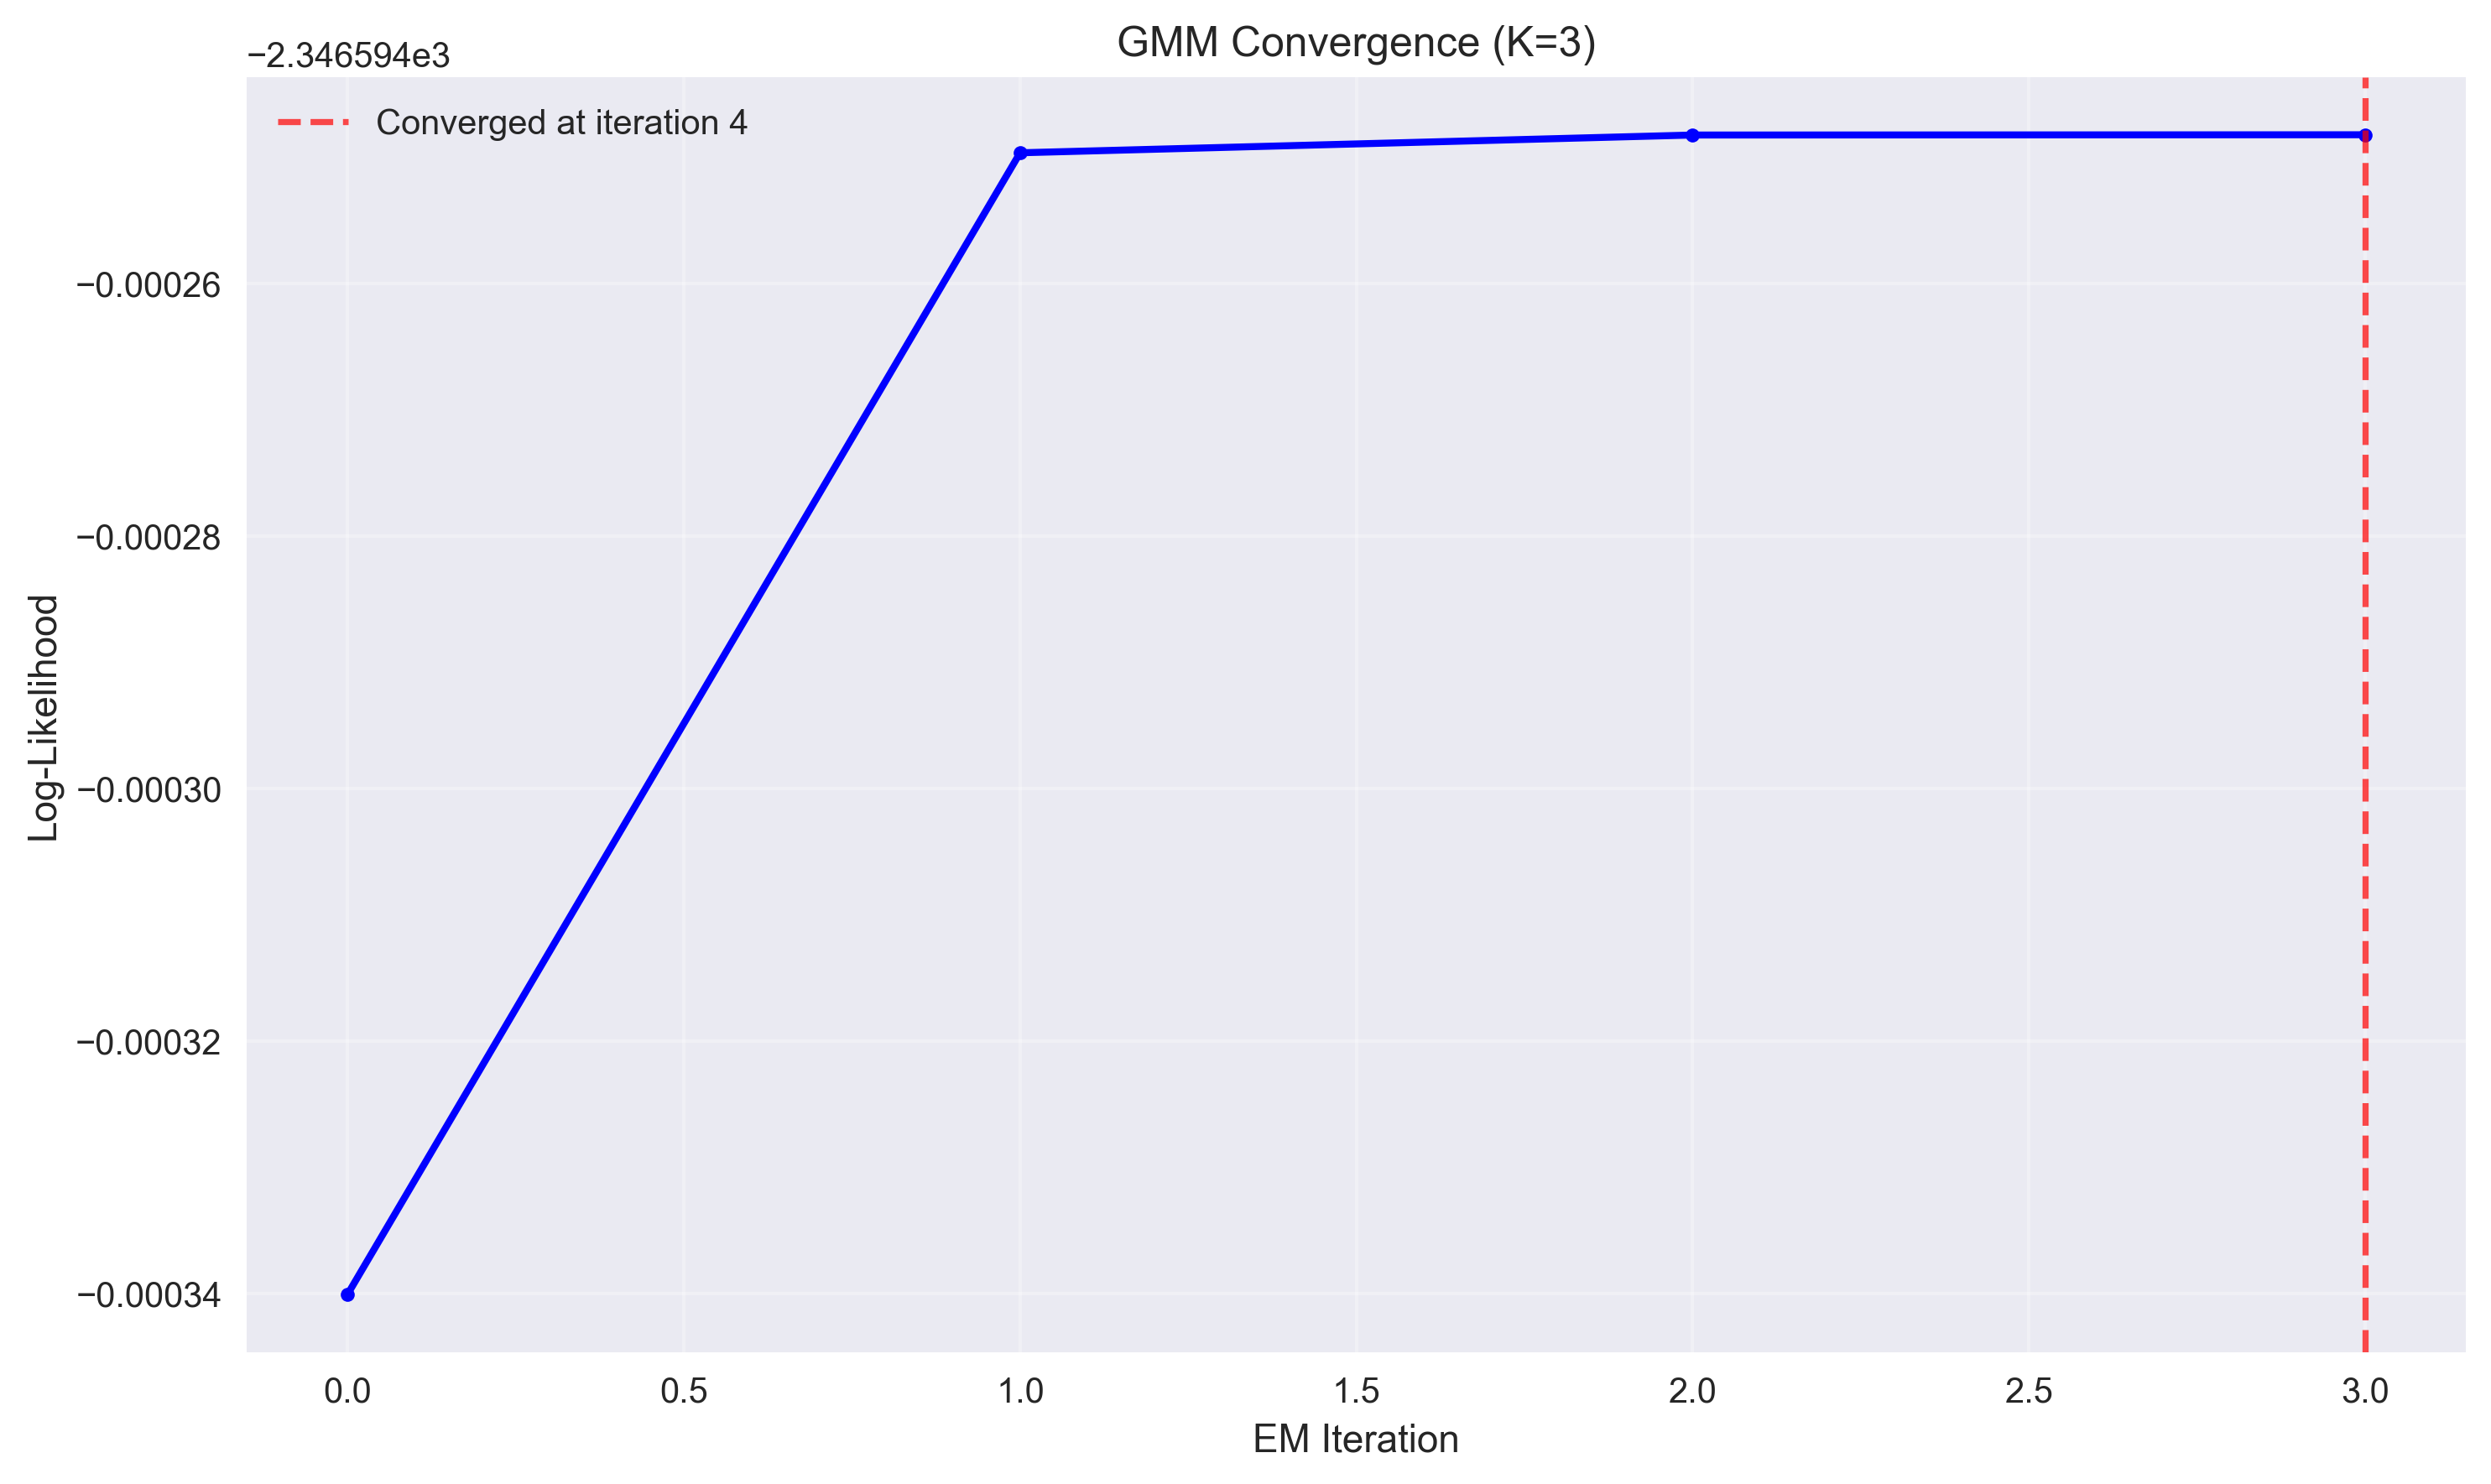 GMM Convergence (K=3)
−2.346594e3
Converged at iteration 4
−0.00026
−0.00028
−0.00030
−0.00032
−0.00034
Log-Likelihood
0.0 0.5 1.0 1.5 2.0 2.5 3.0
EM Iteration